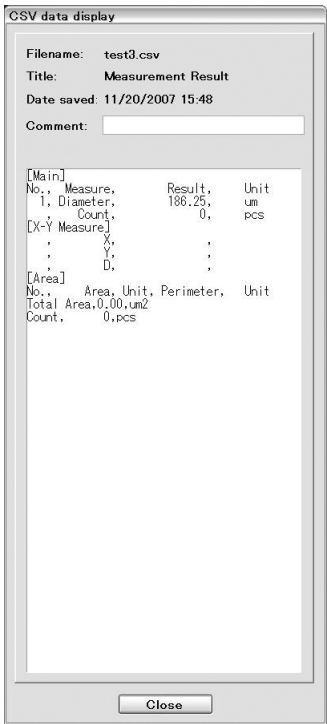 CSV data display
Filename: test3.csv
Title: Measurement Result
Date saved: 11/20/2007 15:48
Comment:
[Main]
No., Measure, Result, Unit
1, Diameter, 186.25, um
, Count, 0, pcs
[X-Y Measure]
, X, ,
, Y, ,
, D, ,
[Area]
No., Area, Unit, Perimeter, Unit
Total Area,0.00,um2
Count, 0,pcs
Close